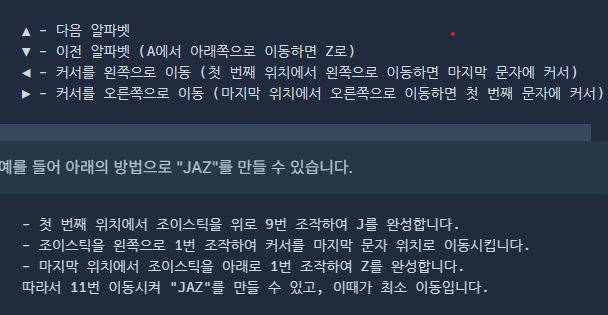 ▲ - 다음 알파벳
▼ - 이전 알파벳 (A에서 아래쪽으로 이동하면 Z로)
◀ - 커서를 왼쪽으로 이동 (첫 번째 위치에서 왼쪽으로 이동하면 마지막 문자에 커서)
▶ - 커서를 오른쪽으로 이동 (마지막 위치에서 오른쪽으로 이동하면 첫 번째 문자에 커서)
예를 들어 아래의 방법으로 "JAZ"를 만들 수 있습니다.
- 첫 번째 위치에서 조이스틱을 위로 9번 조작하여 J를 완성합니다.
- 조이스틱을 왼쪽으로 1번 조작하여 커서를 마지막 문자 위치로 이동시킵니다.
- 마지막 위치에서 조이스틱을 아래로 1번 조작하여 Z를 완성합니다.
따라서 11번 이동시켜 "JAZ"를 만들 수 있고, 이때가 최소 이동입니다.